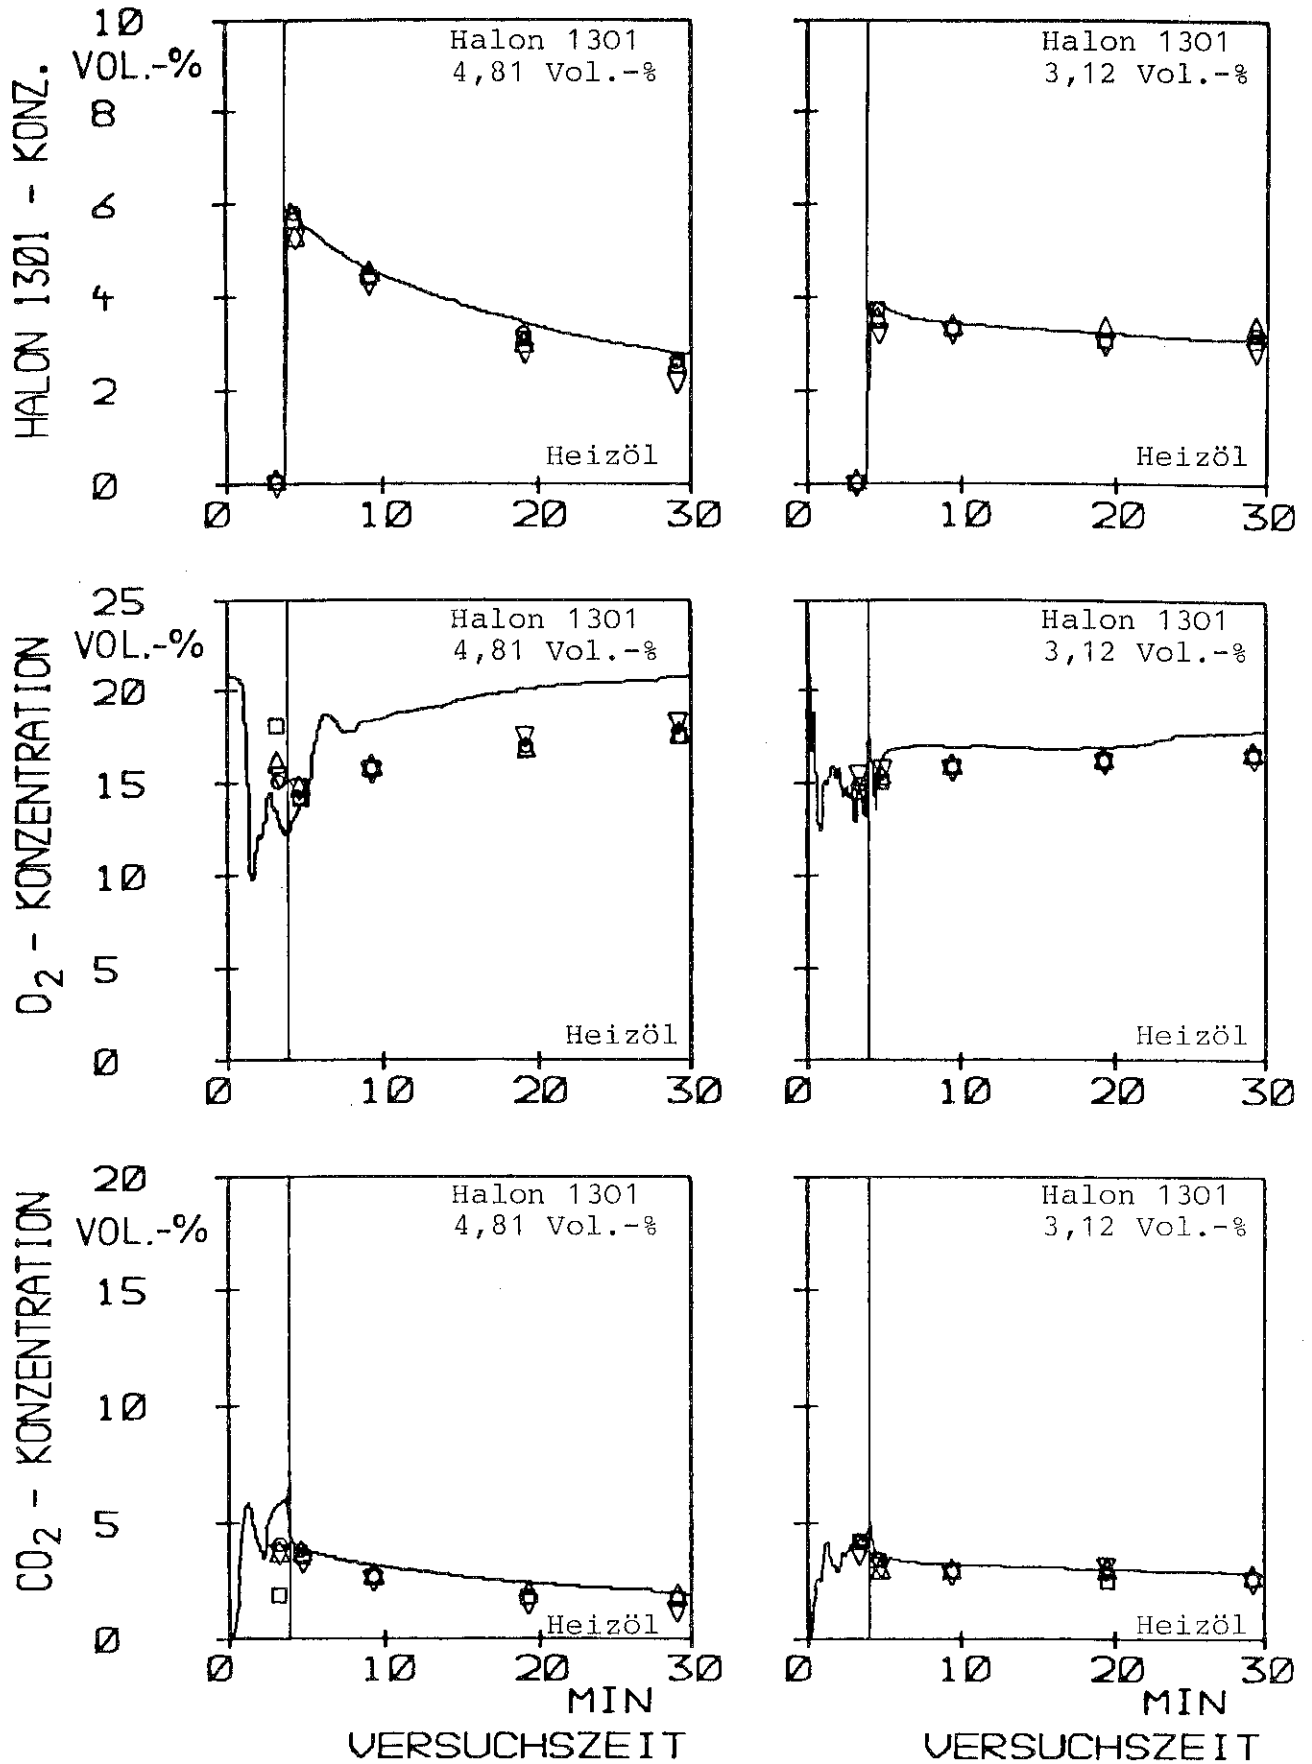 HALON 1301 - KONZ.
10
VOL.-%
8
6
4
2
0
Halon 1301
4,81 Vol.-%
Heizöl
0 10 20 30
Halon 1301
3,12 Vol.-%
Heizöl
0 10 20 30
O2 - KONZENTRATION
25
VOL.-%
20
15
10
5
0
Halon 1301
4,81 Vol.-%
Heizöl
0 10 20 30
Halon 1301
3,12 Vol.-%
Heizöl
0 10 20 30
CO2 - KONZENTRATION
20
VOL.-%
15
10
5
0
Halon 1301
4,81 Vol.-%
Heizöl
0 10 20 30
MIN
VERSUCHSZEIT
Halon 1301
3,12 Vol.-%
Heizöl
0 10 20 30
MIN
VERSUCHSZEIT